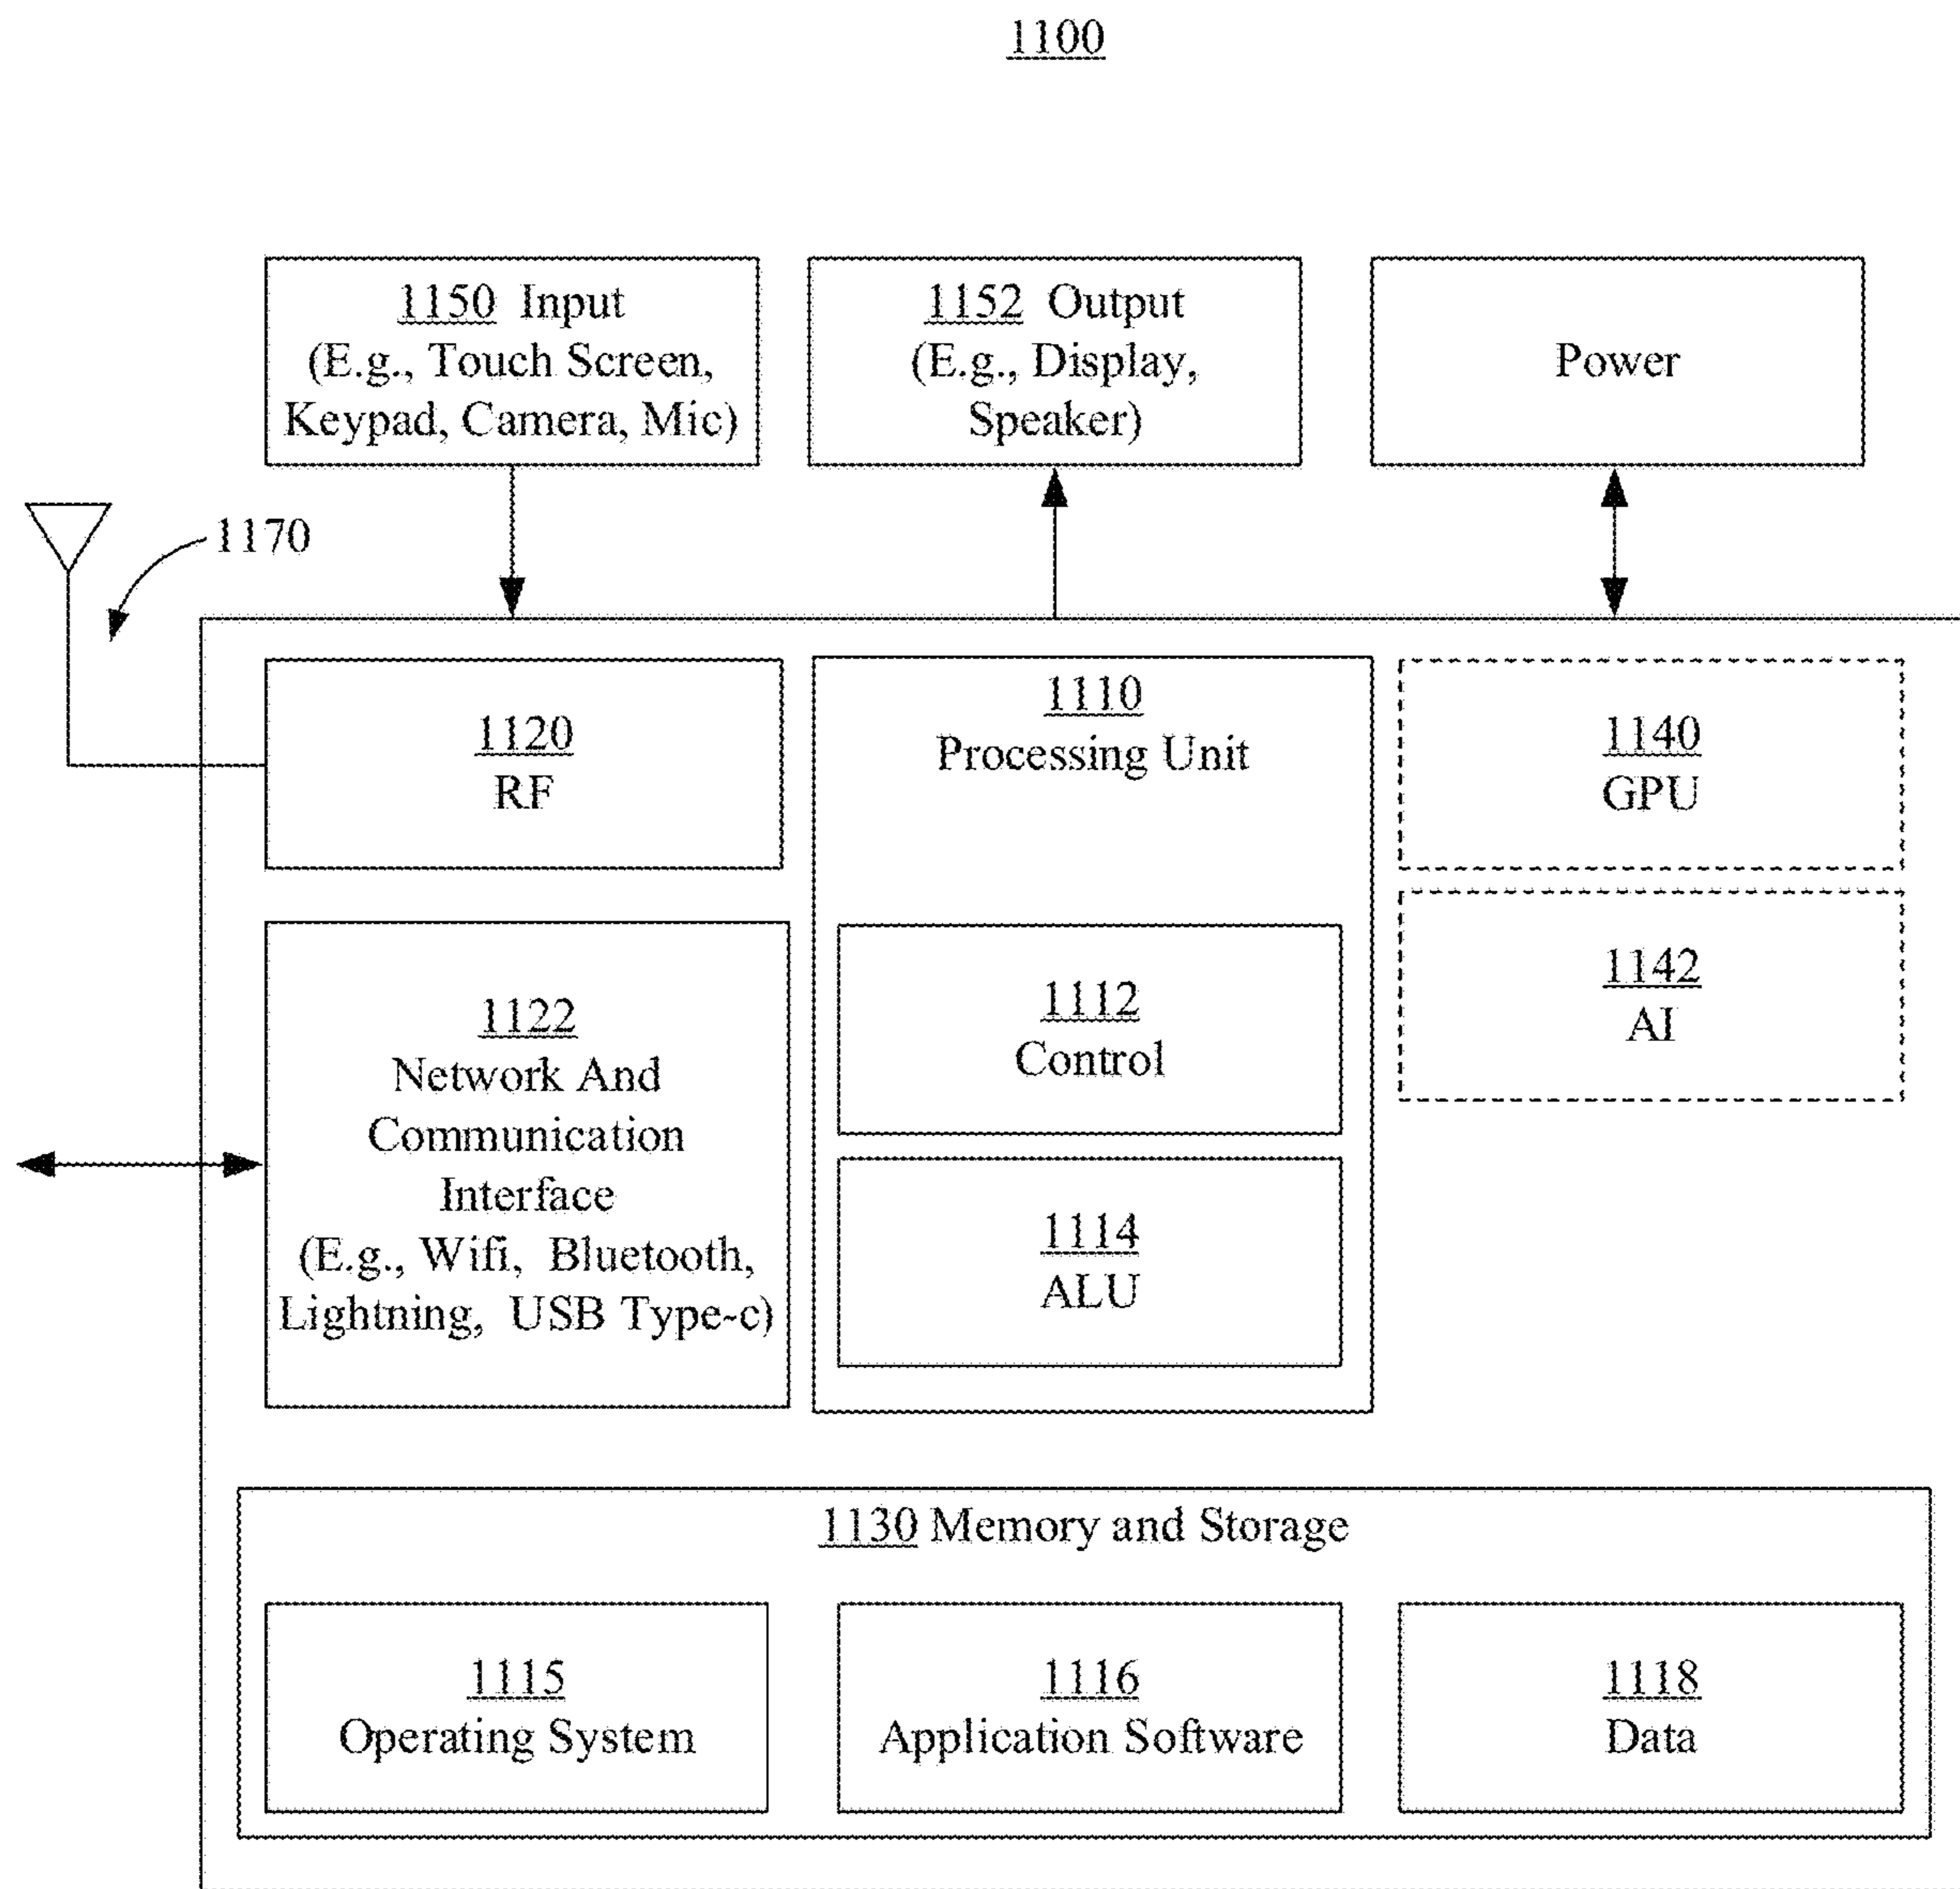 1100
1150 Input
(E.g., Touch Screen,
Keypad, Camera, Mic)
1152 Output
(E.g., Display,
Speaker)
Power
1170
1120
RF
1110
Processing Unit
1140
GPU
1142
AI
1122
Network And
Communication
Interface
(E.g., Wifi, Bluetooth,
Lightning, USB Type-c)
1112
Control
1114
ALU
1130 Memory and Storage
1115
Operating System
1116
Application Software
1118
Data